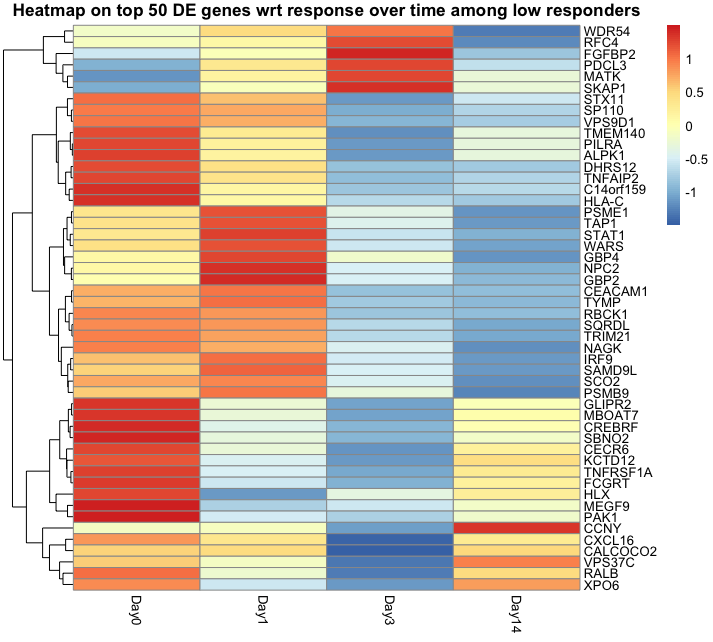 Heatmap on top 50 DE genes wrt response over time among low responders
WDR54
RFC4
FGFBP2
PDCL3
MATK
SKAP1
STX11
SP110
VPS9D1
TMEM140
PILRA
ALPK1
DHRS12
TNFAIP2
C14orf159
HLA-C
PSME1
TAP1
STAT1
WARS
GBP4
NPC2
GBP2
CEACAM1
TYMP
RBCK1
SQRDL
TRIM21
NAGK
IRF9
SAMD9L
SCO2
PSMB9
GLIPR2
MBOAT7
CREBRF
SBNO2
CECR6
KCTD12
TNFRSF1A
FCGRT
HLX
MEGF9
PAK1
CCNY
CXCL16
CALCOCO2
VPS37C
RALB
XPO6
1
0.5
0
-0.5
-1
Day0
Day1
Day3
Day14